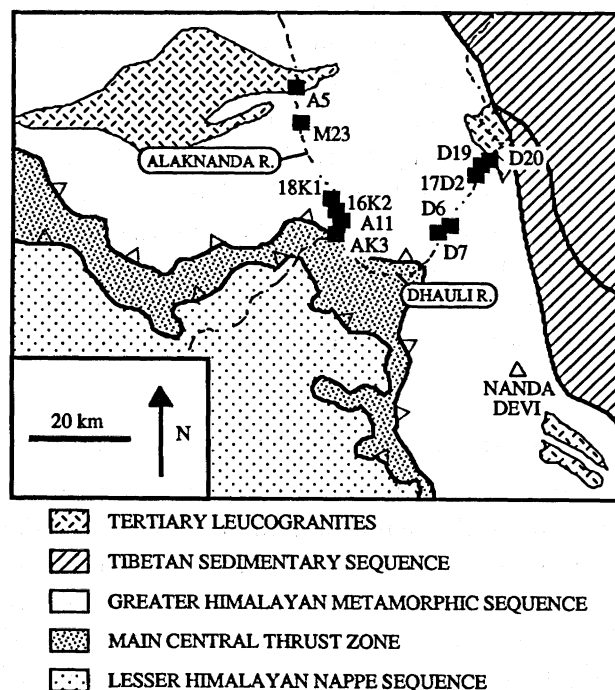 A5
M23
ALAKNANDA R.
D19
D20
17D2
18K1
16K2
D6
A11
AK3
D7
DHAULI R.
NANDA
DEVI
20 km
N
TERTIARY LEUCOGRANITES
TIBETAN SEDIMENTARY SEQUENCE
GREATER HIMALAYAN METAMORPHIC SEQUENCE
MAIN CENTRAL THRUST ZONE
LESSER HIMALAYAN NAPPE SEQUENCE